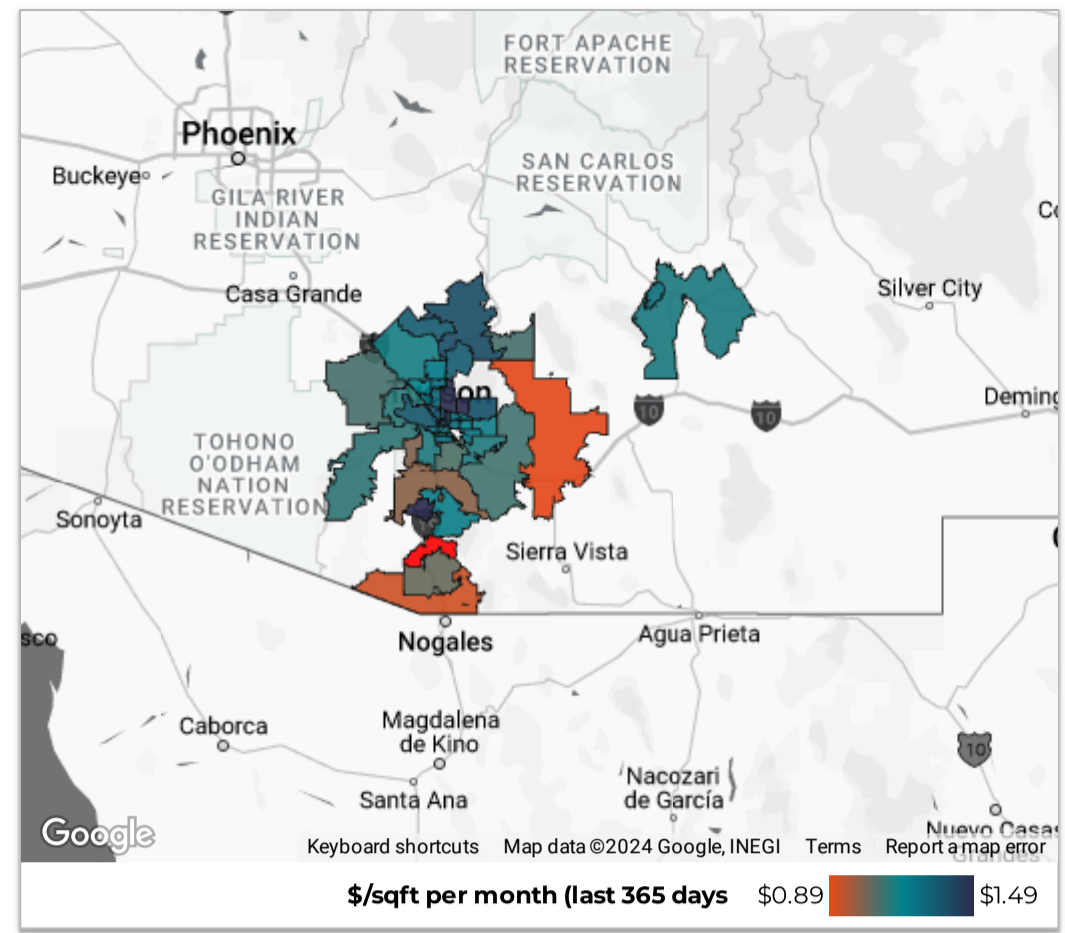 FORT APACHE
RESERVATION
Phoenix
Buckeye
SAN CARLOS
RESERVATION
GILA RIVER
INDIAN
RESERVATION
Casa Grande
Silver City
on
10
10
Deming
TOHONO
O'ODHAM
NATION
RESERVATION
Sonoyta
Sierra Vista
Nogales
Agua Prieta
sco
Caborca
Magdalena
de Kino
10
Nacozari
de García
Santa Ana
Nuevo Casas
Grandes
Google
Keyboard shortcuts Map data ©2024 Google, INEGI Terms Report a map error
$/sqft per month (last 365 days $0.89 $1.49